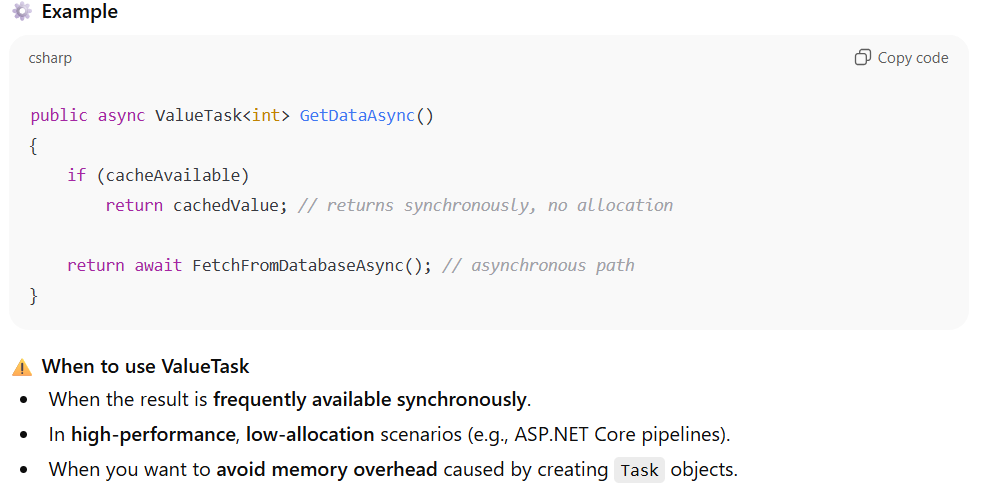 ⚙️ Example
csharp
Copy code
public async ValueTask<int> GetDataAsync()
{
    if (cacheAvailable)
        return cachedValue; // returns synchronously, no allocation

    return await FetchFromDatabaseAsync(); // asynchronous path
}
⚠️ When to use ValueTask
• When the result is frequently available synchronously.
• In high-performance, low-allocation scenarios (e.g., ASP.NET Core pipelines).
• When you want to avoid memory overhead caused by creating Task objects.